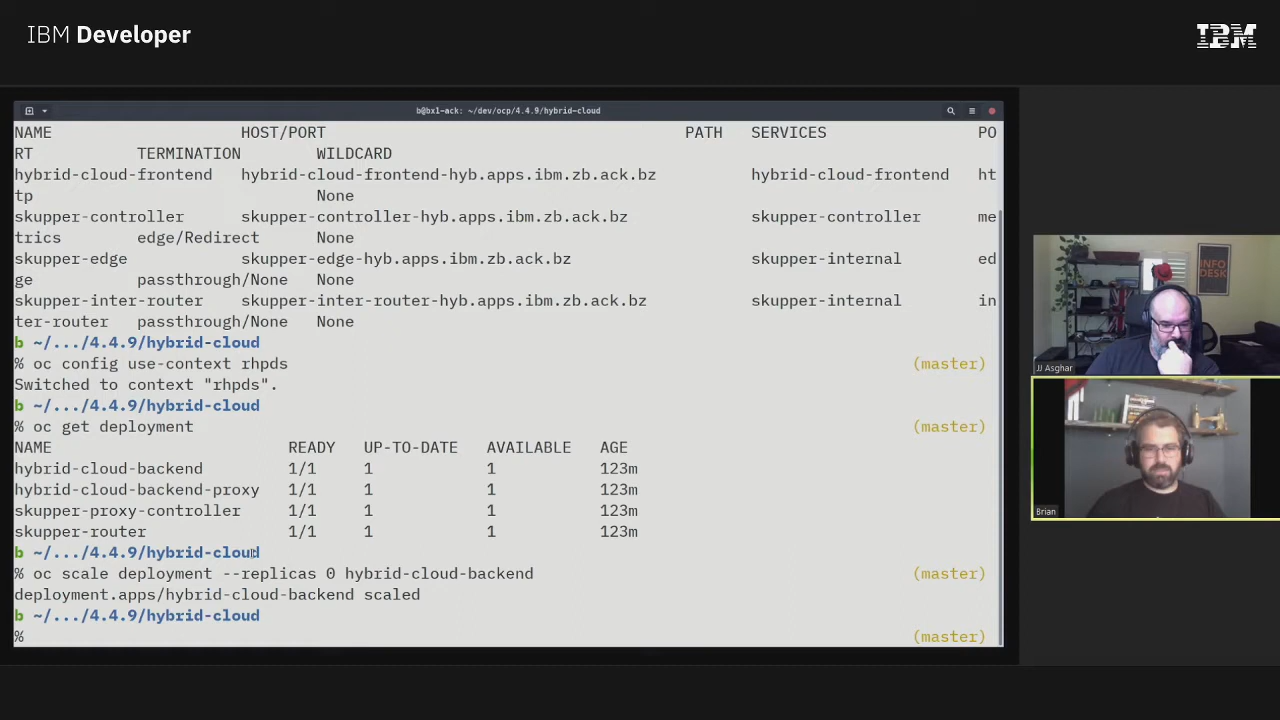 IBM Developer
IBM
b@bx1-ack: ~/dev/ocp/4.4.9/hybrid-cloud
NAME HOST/PORT PATH SERVICES PO
RT TERMINATION WILDCARD
hybrid-cloud-frontend hybrid-cloud-frontend-hyb.apps.ibm.zb.ack.bz hybrid-cloud-frontend ht
tp None
skupper-controller skupper-controller-hyb.apps.ibm.zb.ack.bz skupper-controller me
trics edge/Redirect None
skupper-edge skupper-edge-hyb.apps.ibm.zb.ack.bz skupper-internal ed
ge passthrough/None None
skupper-inter-router skupper-inter-router-hyb.apps.ibm.zb.ack.bz skupper-internal in
ter-router passthrough/None None
b ~/.../4.4.9/hybrid-cloud
% oc config use-context rhpds (master)
Switched to context "rhpds".
b ~/.../4.4.9/hybrid-cloud
% oc get deployment (master)
NAME READY UP-TO-DATE AVAILABLE AGE
hybrid-cloud-backend 1/1 1 1 123m
hybrid-cloud-backend-proxy 1/1 1 1 123m
skupper-proxy-controller 1/1 1 1 123m
skupper-router 1/1 1 1 123m
b ~/.../4.4.9/hybrid-cloud
% oc scale deployment --replicas 0 hybrid-cloud-backend (master)
deployment.apps/hybrid-cloud-backend scaled
b ~/.../4.4.9/hybrid-cloud
% (master)
INFO
DESK
JJ Asghar
Brian